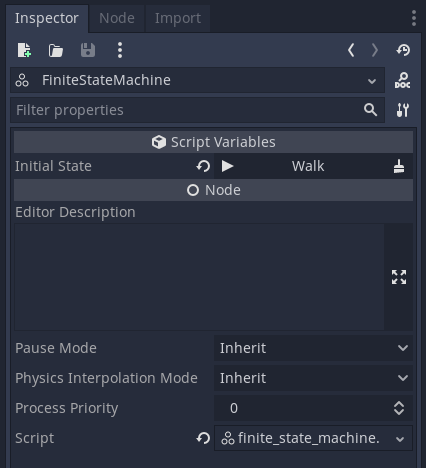 Inspector Node Import
FiniteStateMachine
DOC
Filter properties
Script Variables
Initial State Walk
Node
Editor Description
Pause Mode Inherit
Physics Interpolation Mode Inherit
Process Priority 0
Script finite_state_machine.